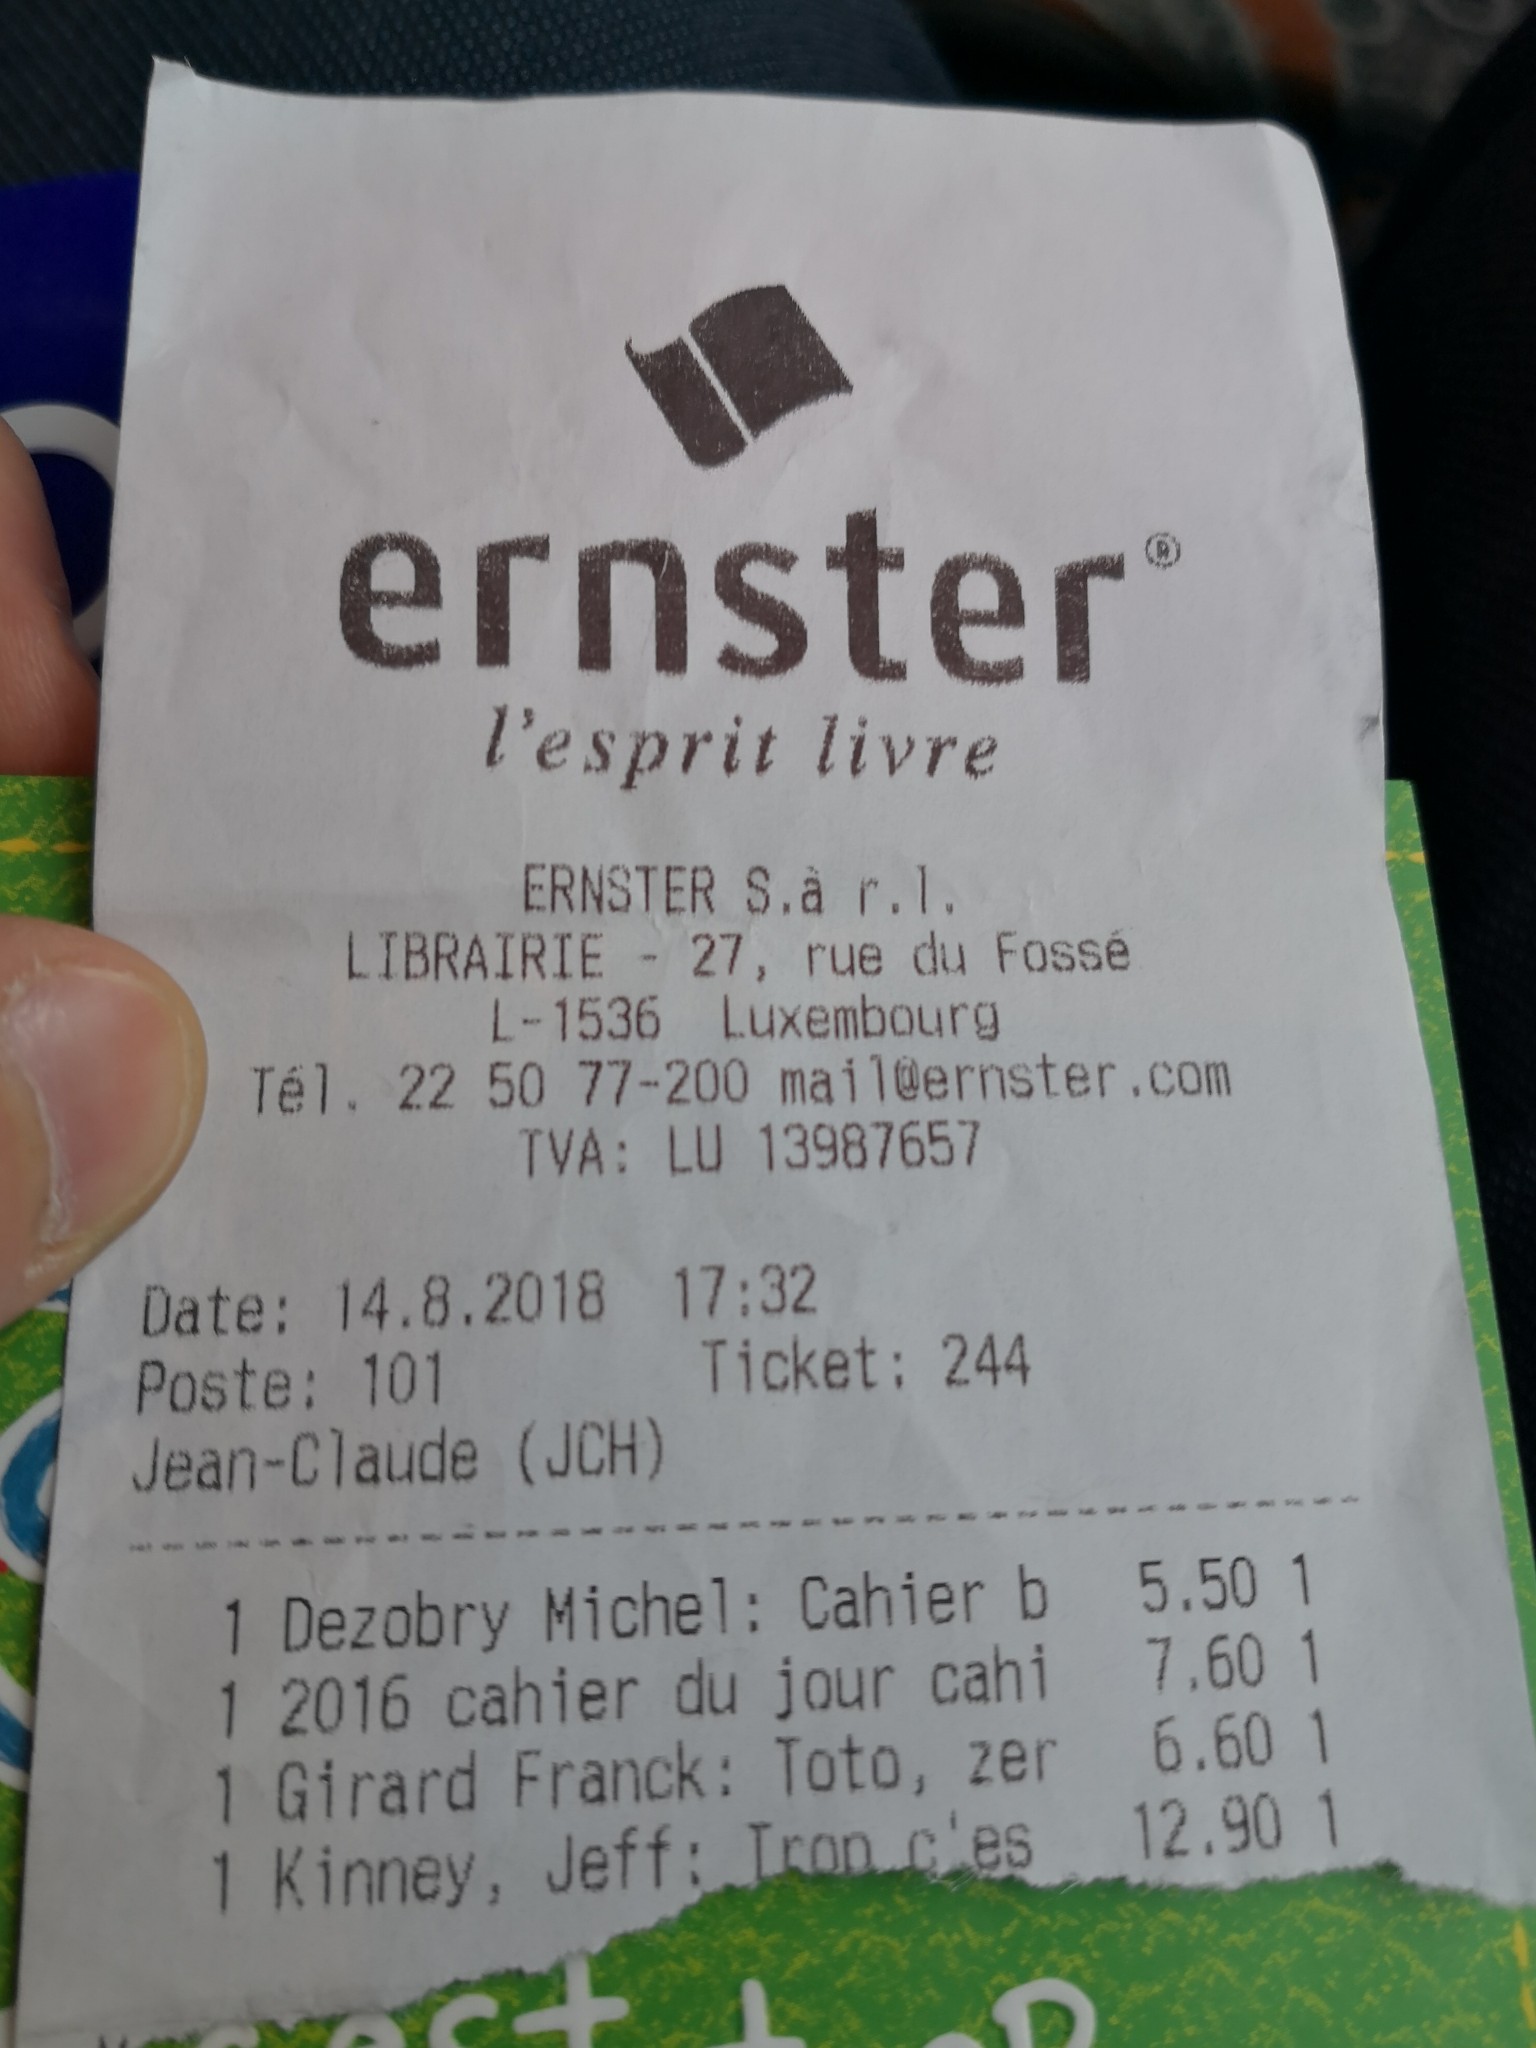 ernster®
l'esprit livre
ERNSTER S.à r.l.
LIBRAIRIE - 27, rue du Fossé
L-1536 Luxembourg
Tél. 22 50 77-200 mail@ernster.com
TVA: LU 13987657
Date: 14.8.2018 17:32
Poste: 101 Ticket: 244
Jean-Claude (JCH)
1 Dezobry Michel: Cahier b 5.50 1
1 2016 cahier du jour cahi 7.60 1
1 Girard Franck: Toto, zer 6.60 1
1 Kinney, Jeff: Trop c'es 12.90 1